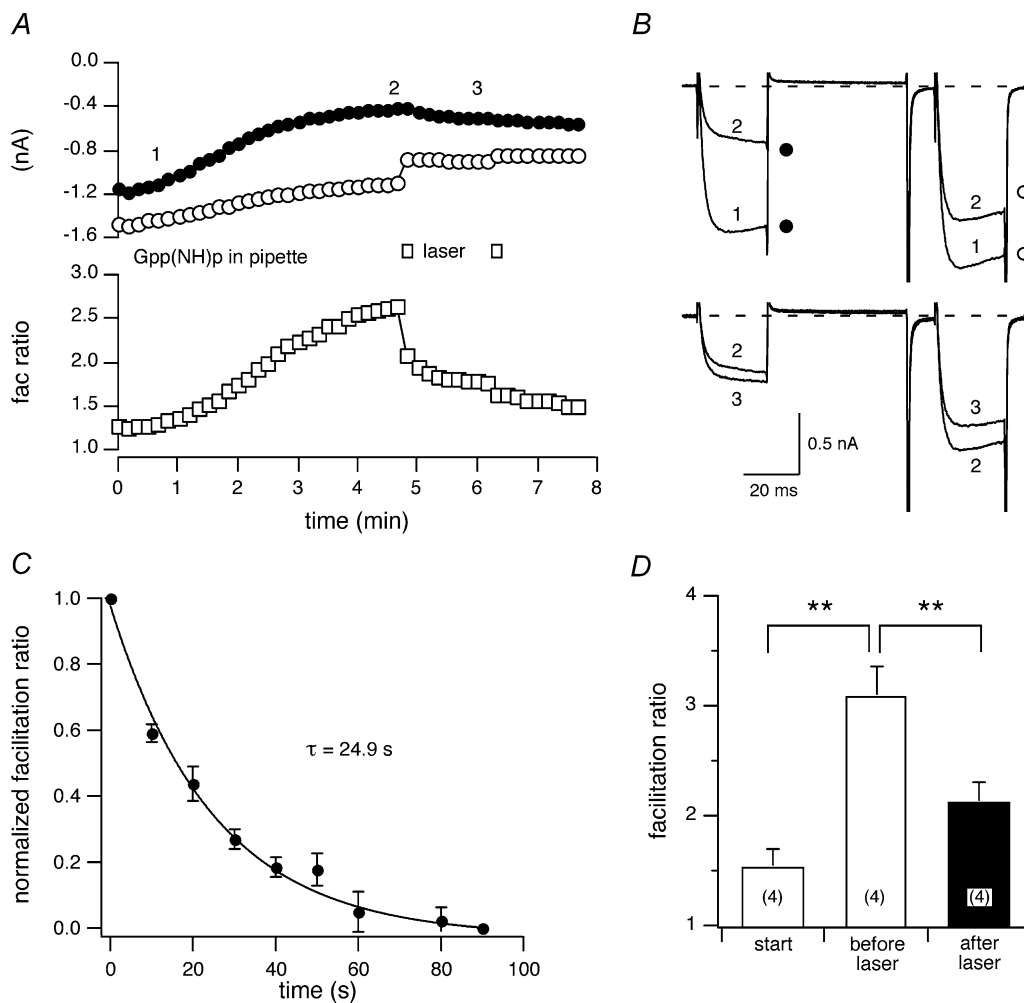 A
0.0
-0.4
-0.8
-1.2
-1.6
(nA)
1
2
3
Gpp(NH)p in pipette
laser
3.0
2.5
2.0
1.5
1.0
fac ratio
0
1
2
3
4
5
6
7
8
time (min)
B
2
1
2
1
2
3
3
2
0.5 nA
20 ms
C
1.0
0.8
0.6
0.4
0.2
0.0
normalized facilitation ratio
τ = 24.9 s
0
20
40
60
80
100
time (s)
D
4
3
2
1
facilitation ratio
**
**
(4)
(4)
(4)
start
before
laser
after
laser